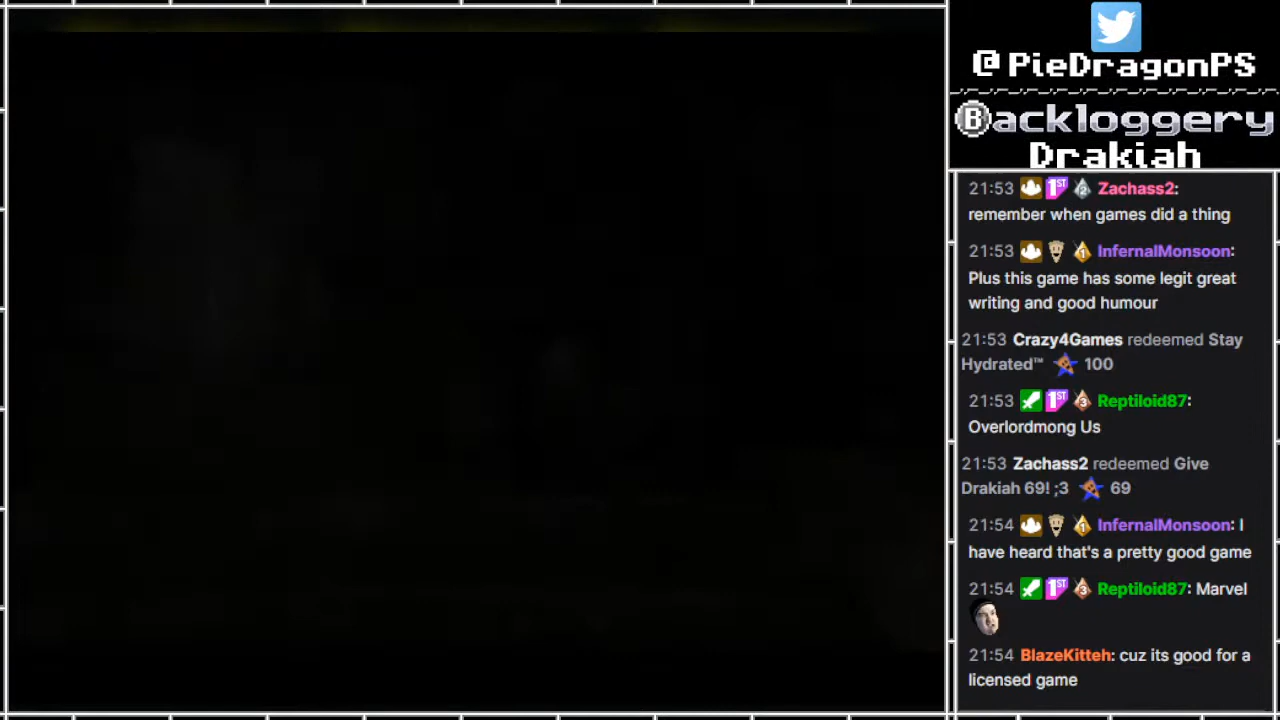 @PieDragonPS
Backloggery
Drakiah
21:53 Zachass2:
remember when games did a thing
21:53 InfernalMonsoon:
Plus this game has some legit great
writing and good humour
21:53 Crazy4Games redeemed Stay
Hydrated™ 100
21:53 Reptiloid87:
Overlordmong Us
21:53 Zachass2 redeemed Give
Drakiah 69! ;3 69
21:54 InfernalMonsoon: I
have heard that's a pretty good game
21:54 Reptiloid87: Marvel
21:54 BlazeKitteh: cuz its good for a
licensed game